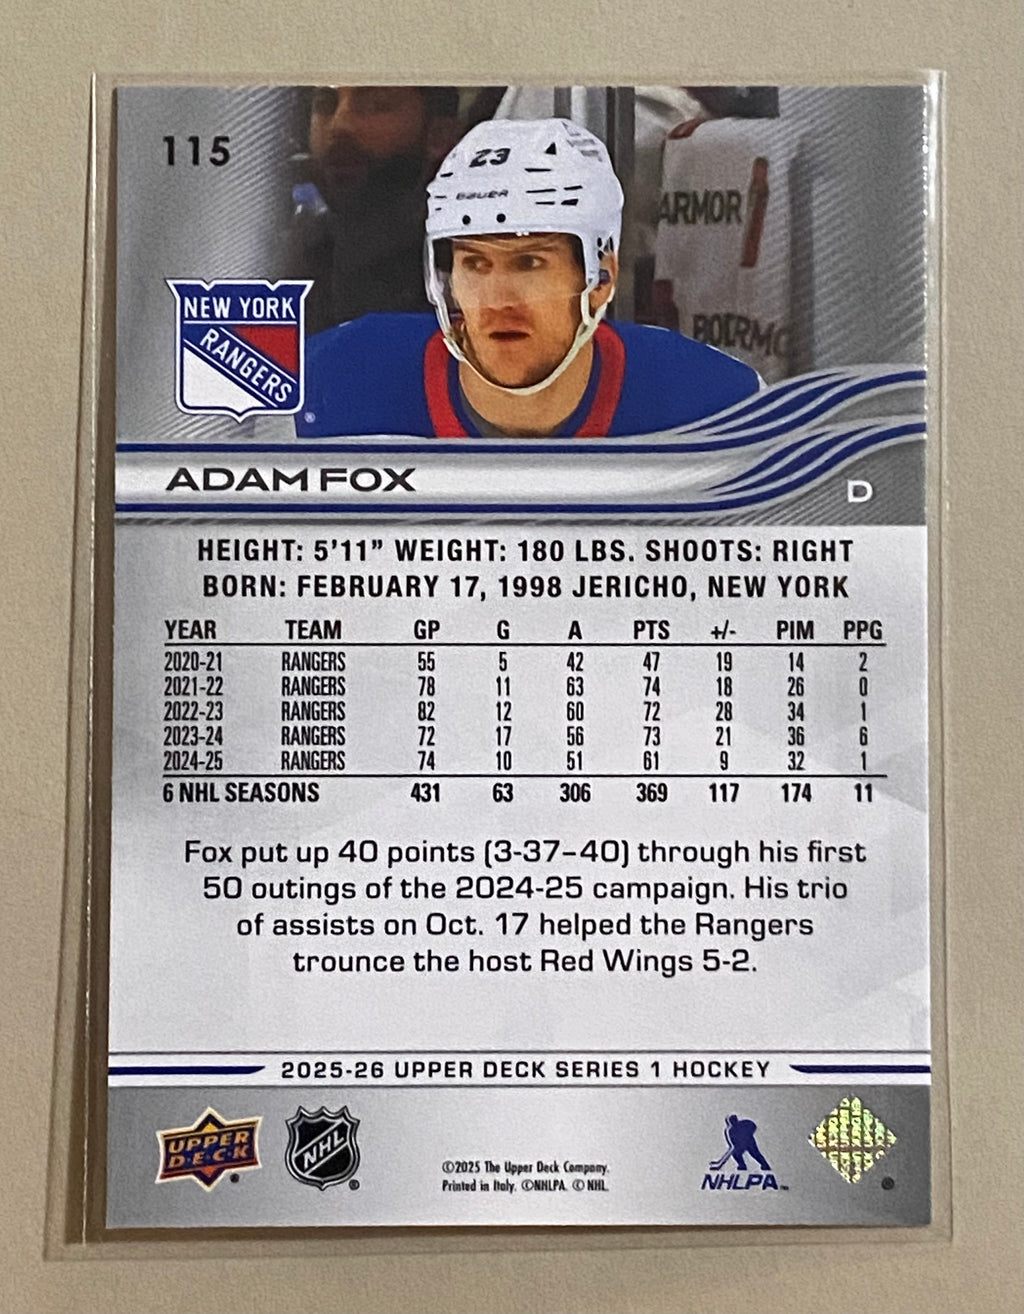 115
23
BAUER
ARMOR
NEW YORK
RANGERS
®
ADAM FOX
D
HEIGHT: 5'11" WEIGHT: 180 LBS. SHOOTS: RIGHT
BORN: FEBRUARY 17, 1998 JERICHO, NEW YORK
YEAR TEAM GP G A PTS +/- PIM PPG
2020-21 RANGERS 55 5 42 47 19 14 2
2021-22 RANGERS 78 11 63 74 18 26 0
2022-23 RANGERS 82 12 60 72 28 34 1
2023-24 RANGERS 72 17 56 73 21 36 6
2024-25 RANGERS 74 10 51 61 9 32 1
6 NHL SEASONS 431 63 306 369 117 174 11
Fox put up 40 points (3-37–40) through his first
50 outings of the 2024-25 campaign. His trio
of assists on Oct. 17 helped the Rangers
trounce the host Red Wings 5-2.
2025-26 UPPER DECK SERIES 1 HOCKEY
UPPER
D·E·C·K
®
NHL
®
©2025 The Upper Deck Company.
Printed in Italy. ©NHLPA. © NHL.
NHLPA™
®